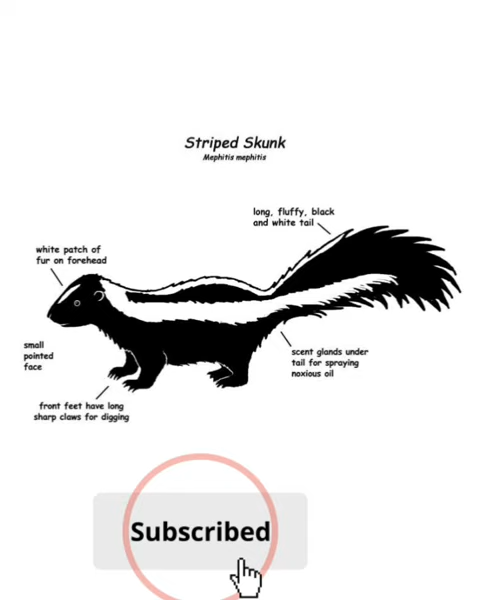 Striped Skunk
Mephitis mephitis
long, fluffy, black
and white tail
white patch of
fur on forehead
small
pointed
face
scent glands under
tail for spraying
noxious oil
front feet have long
sharp claws for digging
Subscribed